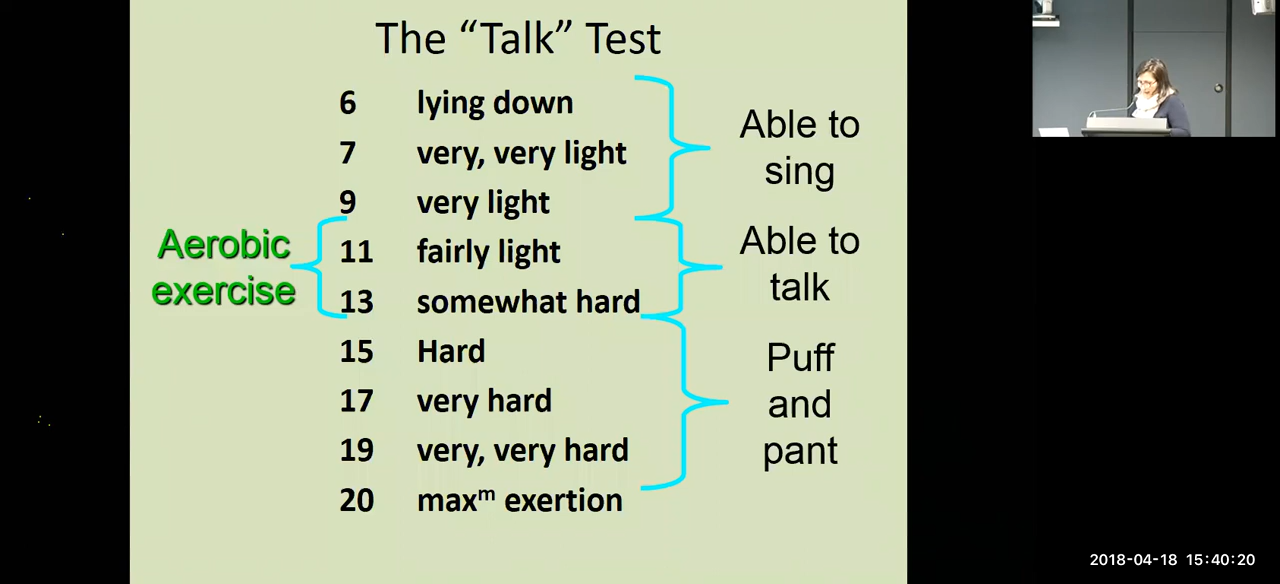 The “Talk” Test
6 lying down
7 very, very light
9 very light
11 fairly light
13 somewhat hard
15 Hard
17 very hard
19 very, very hard
20 maxᵐ exertion
Aerobic
exercise
Able to
sing
Able to
talk
Puff
and
pant
2018-04-18 15:40:20